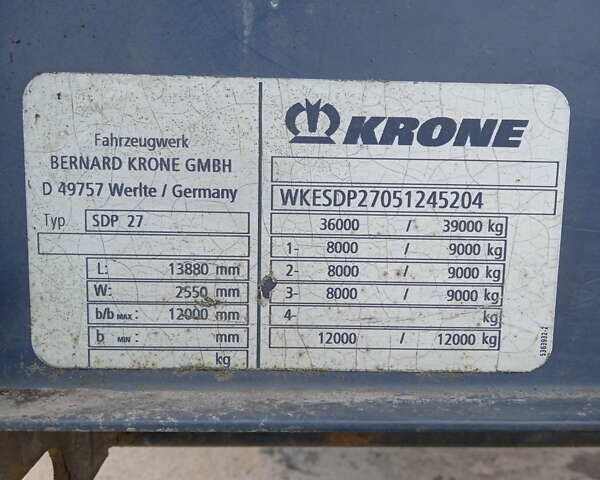 Fahrzeugwerk
BERNARD KRONE GMBH
D 49757 Werlte / Germany
Typ SDP 27
L: 13880 mm
W: 2550 mm
b/b MAX: 12000 mm
b MIN: mm
kg
KRONE
WKESDP27051245204
36000 / 39000 kg
1- 8000 / 9000 kg
2- 8000 / 9000 kg
3- 8000 / 9000 kg
4- / kg
12000 / 12000 kg
5363932-2